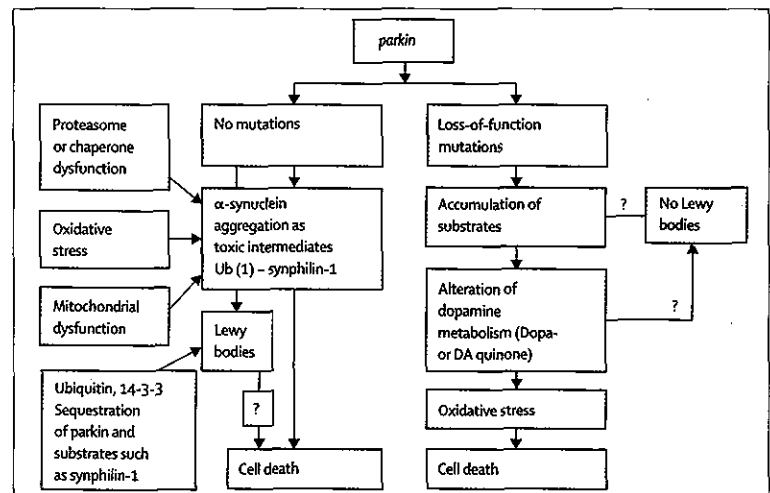 parkin
No mutations
Loss-of-function
mutations
Proteasome
or chaperone
dysfunction
Oxidative
stress
Mitochondrial
dysfunction
α-synuclein
aggregation as
toxic intermediates
Ub (1) – synphilin-1
Accumulation of
substrates
?
No Lewy
bodies
Alteration of
dopamine
metabolism (Dopa-
or DA quinone)
?
Lewy
bodies
Ubiquitin, 14-3-3
Sequestration
of parkin and
substrates such
as synphilin-1
?
Oxidative stress
Cell death
Cell death